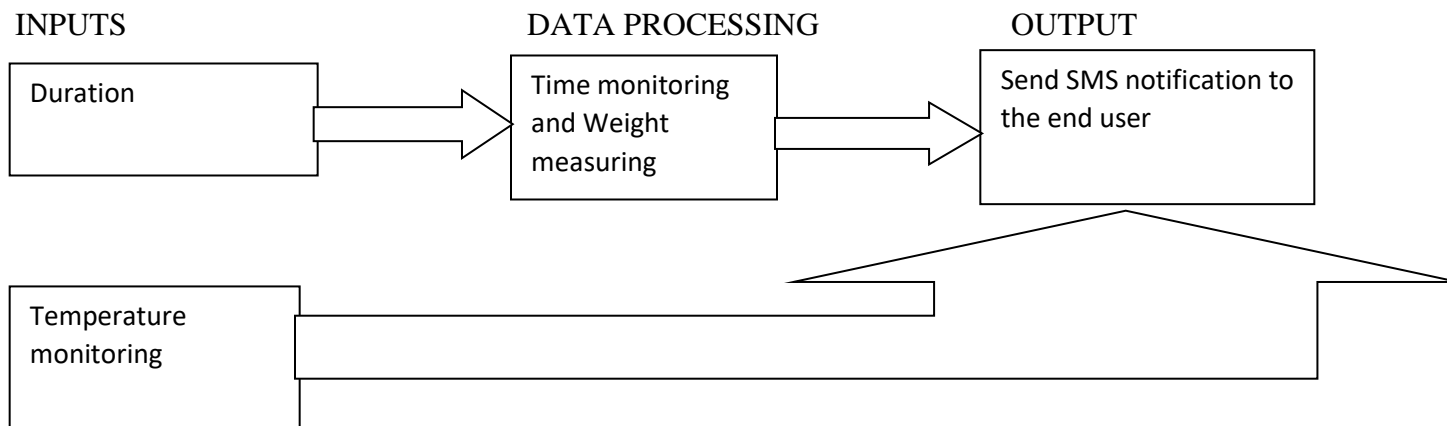 INPUTS
DATA PROCESSING
OUTPUT
Duration
Time monitoring
and Weight
measuring
Send SMS notification to
the end user
Temperature
monitoring